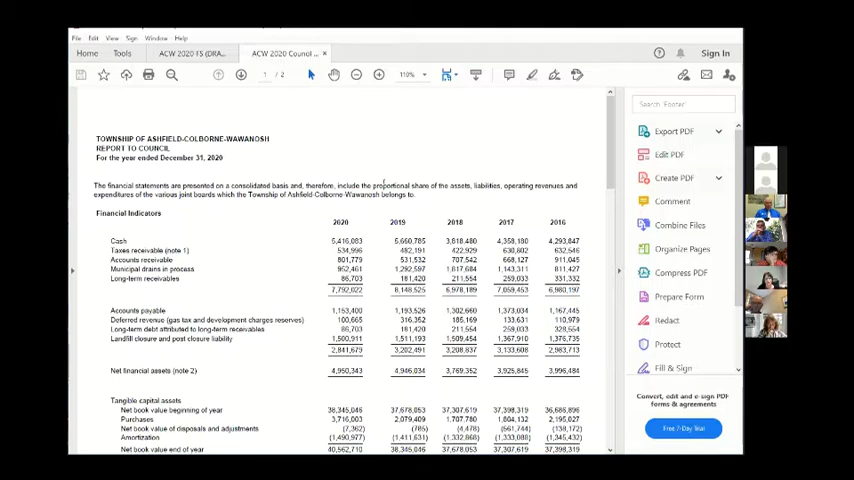 File Edit View Sign Window Help
Home Tools ACW 2020 FS (DRA... ACW 2020 Council ... × Sign In
1 / 2 110%
TOWNSHIP OF ASHFIELD-COLBORNE-WAWANOSH
REPORT TO COUNCIL
For the year ended December 31, 2020
The financial statements are presented on a consolidated basis and, therefore, include the proportional share of the assets, liabilities, operating revenues and
expenditures of the various joint boards which the Township of Ashfield-Colborne-Wawanosh belongs to.
Financial Indicators
2020 2019 2018 2017 2016
Cash 5,416,083 5,660,785 3,818,480 4,358,180 4,293,847
Taxes receivable (note 1) 534,996 482,191 422,929 630,802 632,546
Accounts receivable 801,779 531,532 707,542 668,127 911,045
Municipal drains in process 952,461 1,292,597 1,817,684 1,143,311 811,427
Long-term receivables 86,703 181,420 211,554 259,033 331,332
7,792,022 8,148,525 6,978,189 7,059,453 6,980,197
Accounts payable 1,153,400 1,193,526 1,302,660 1,373,034 1,167,445
Deferred revenue (gas tax and development charges reserves) 100,665 316,352 185,169 133,631 110,979
Long-term debt attributed to long-term receivables 86,703 181,420 211,554 259,033 328,554
Landfill closure and post closure liability 1,500,911 1,511,193 1,509,454 1,367,910 1,376,735
2,841,679 3,202,491 3,208,837 3,133,608 2,983,713
Net financial assets (note 2) 4,950,343 4,946,034 3,769,352 3,925,845 3,996,484
Tangible capital assets
Net book value beginning of year 38,345,046 37,678,053 37,307,619 37,398,319 36,686,896
Purchases 3,716,003 2,079,409 1,707,780 1,804,132 2,195,027
Net book value of disposals and adjustments (7,362) (785) (4,478) (561,744) (138,172)
Amortization (1,490,977) (1,411,631) (1,332,868) (1,333,088) (1,345,432)
Net book value end of year 40,562,710 38,345,046 37,678,053 37,307,619 37,398,319
Search 'Footer'
Export PDF
Edit PDF
Create PDF
Comment
Combine Files
Organize Pages
Compress PDF
Prepare Form
Redact
Protect
Fill & Sign
Convert, edit and e-sign PDF
forms & agreements
Free 7-Day Trial